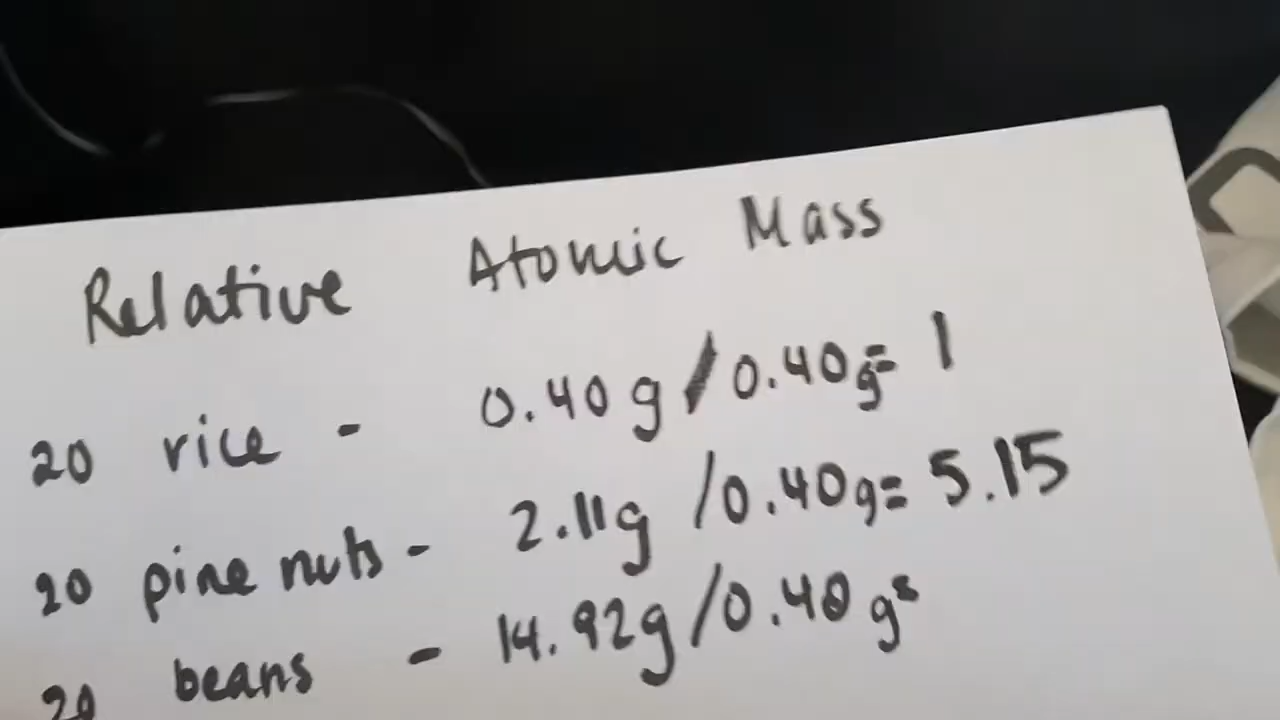 Relative Atomic Mass
20 rice - 0.40g/0.40g= 1
20 pine nuts - 2.11g/0.40g= 5.15
20 beans - 14.92g/0.40g=